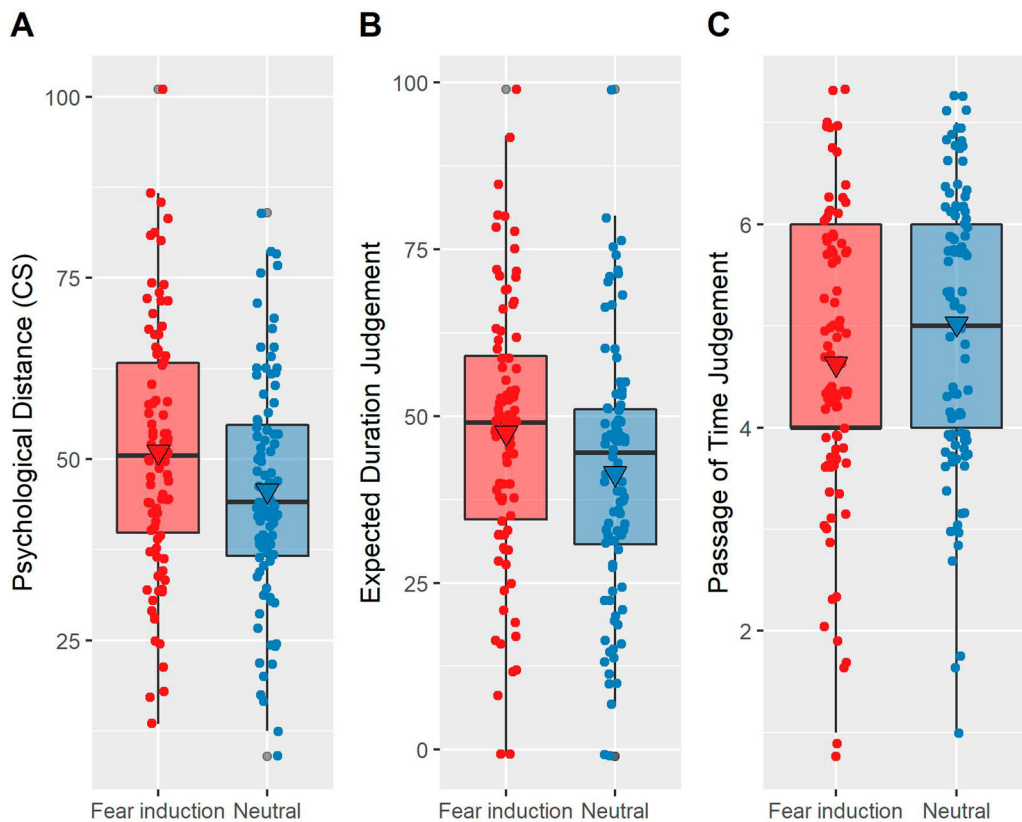 A
Psychological Distance (CS)
100
75
50
25
Fear induction Neutral
B
Expected Duration Judgement
100
75
50
25
0
Fear induction Neutral
C
Passage of Time Judgement
6
4
2
Fear induction Neutral